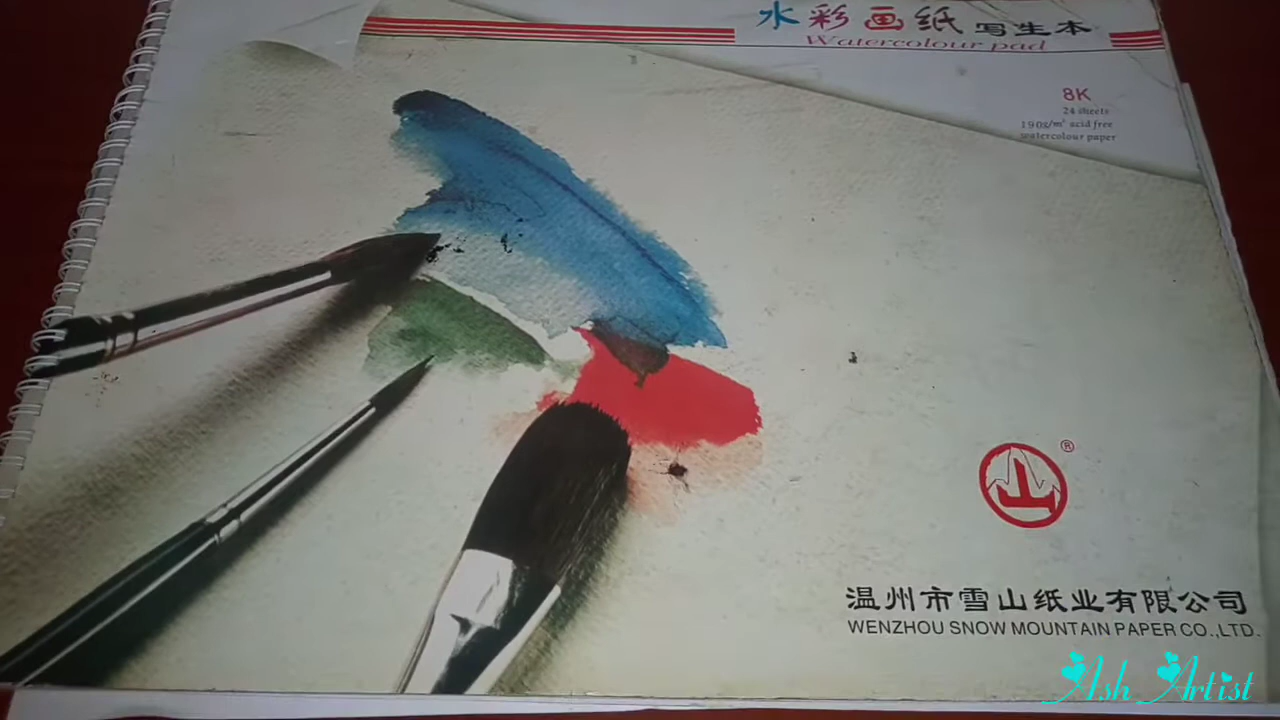 水彩画纸写生本
Watercolour pad
8K
24 sheets
190g/m² acid free
watercolour paper
®
温州市雪山纸业有限公司
WENZHOU SNOW MOUNTAIN PAPER CO.,LTD.
Ash Artist